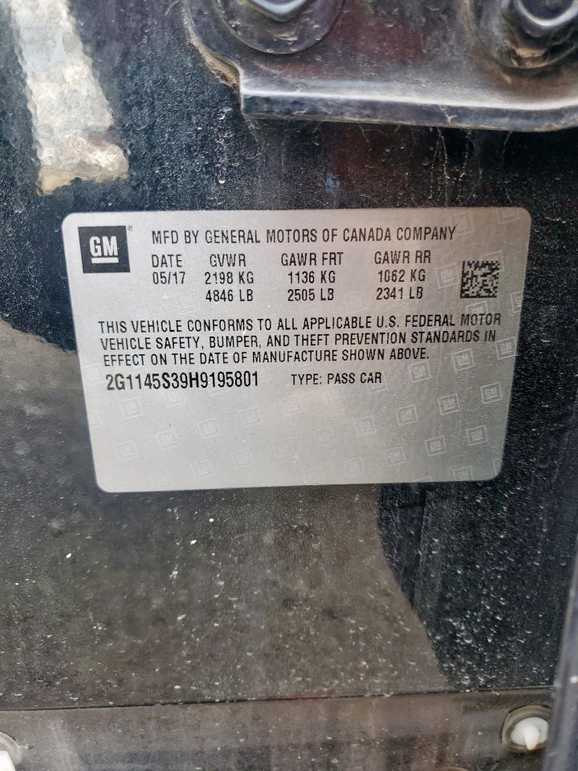 GM
MFD BY GENERAL MOTORS OF CANADA COMPANY
DATE GVWR GAWR FRT GAWR RR
05/17 2198 KG 1136 KG 1062 KG
4846 LB 2505 LB 2341 LB
THIS VEHICLE CONFORMS TO ALL APPLICABLE U.S. FEDERAL MOTOR
VEHICLE SAFETY, BUMPER, AND THEFT PREVENTION STANDARDS IN
EFFECT ON THE DATE OF MANUFACTURE SHOWN ABOVE.
2G1145S39H9195801 TYPE: PASS CAR